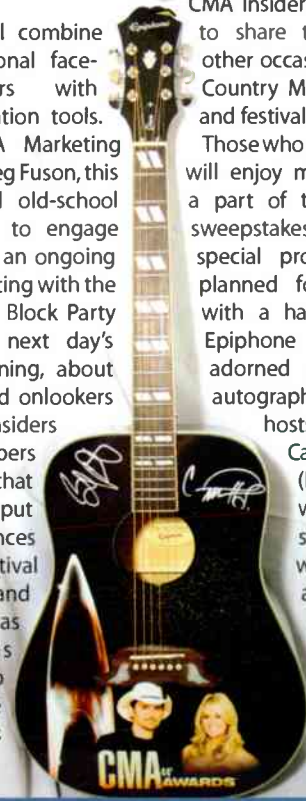 l combine
onal face-
rs with
tion tools.
A Marketing
eg Fuson, this
l old-school
to engage
an ongoing
ting with the
Block Party
next day's
ning, about
d onlookers
nsiders
bers
that
put
nces
tival
and
as
s
CMA Insider
to share t
other occas
Country M
and festival
Those who
will enjoy m
a part of t
sweepstakes
special pro
planned fo
with a ha
Epiphone
adorned
autograph
host
Ca
Epiphone
CMA AWARDS